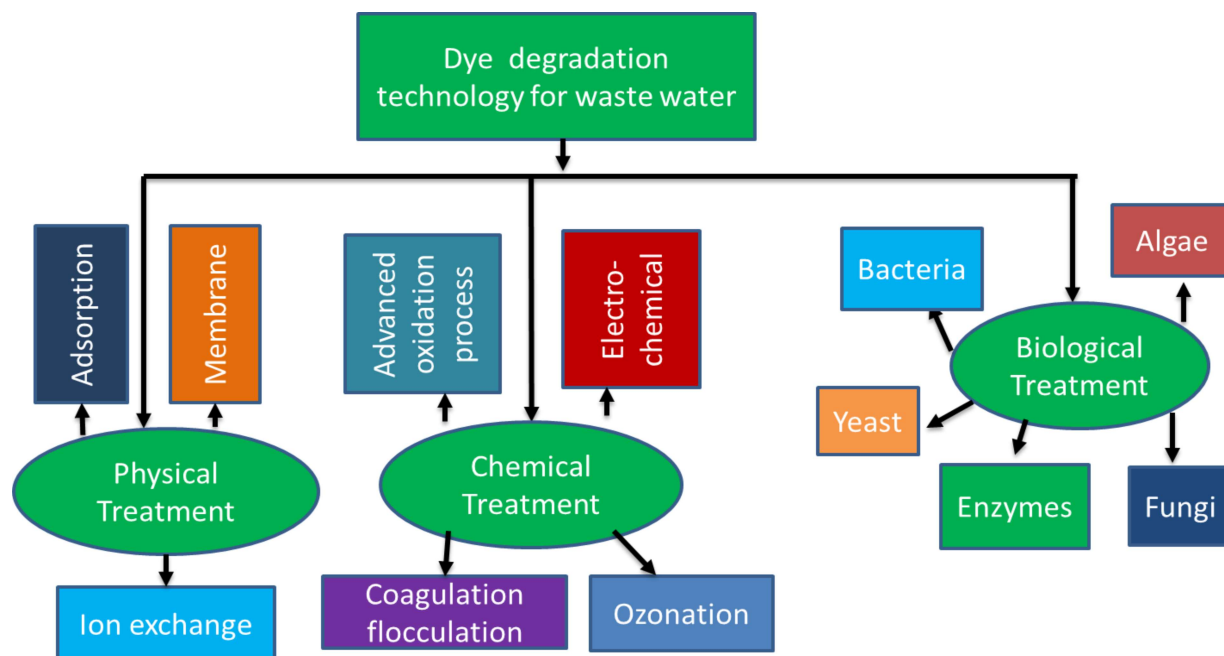 Dye degradation
technology for waste water
Adsorption
Membrane
Advanced
oxidation
process
Electro-
chemical
Bacteria
Algae
Biological
Treatment
Yeast
Physical
Treatment
Chemical
Treatment
Enzymes
Fungi
Ion exchange
Coagulation
flocculation
Ozonation